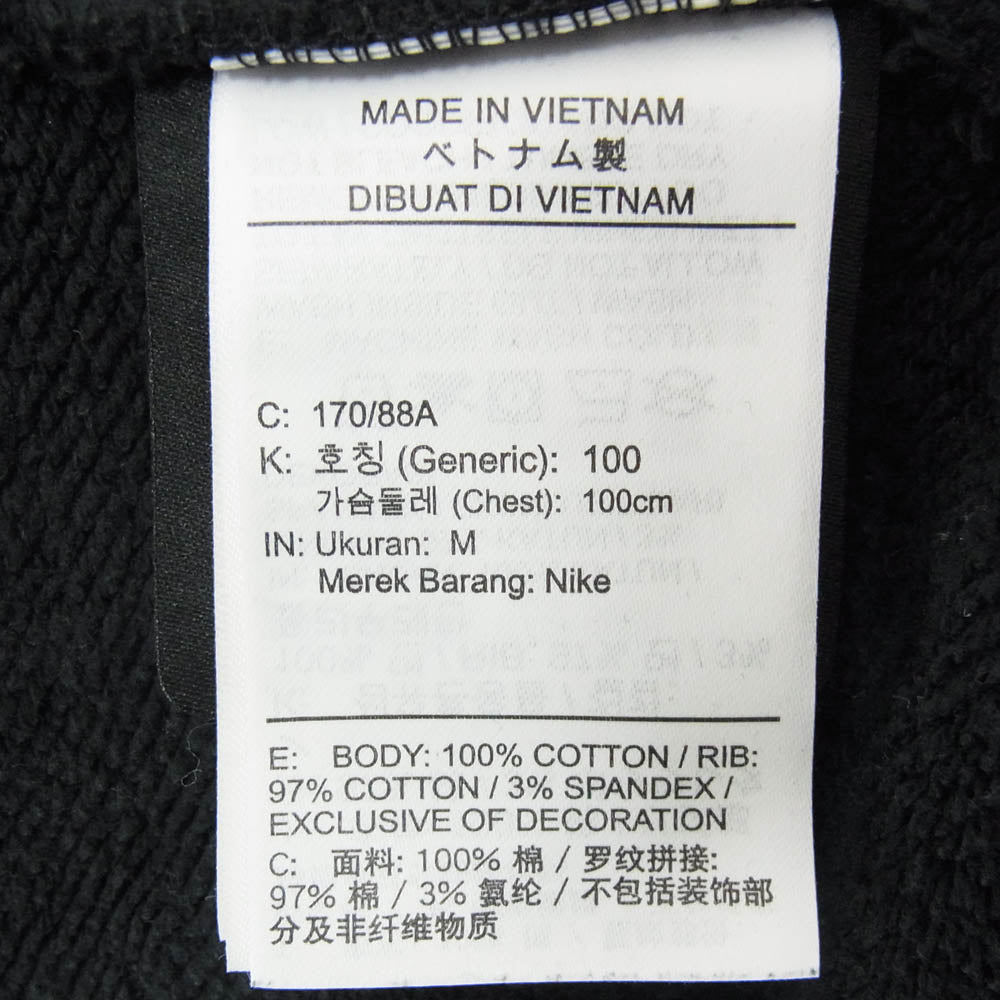 MADE IN VIETNAM
ベトナム製
DIBUAT DI VIETNAM
C: 170/88A
K: 호칭 (Generic): 100
가슴둘레 (Chest): 100cm
IN: Ukuran: M
Merek Barang: Nike
E: BODY: 100% COTTON / RIB:
97% COTTON / 3% SPANDEX /
EXCLUSIVE OF DECORATION
C: 面料: 100% 棉 / 罗纹拼接:
97% 棉 / 3% 氨纶 / 不包括装饰部
分及非纤维物质